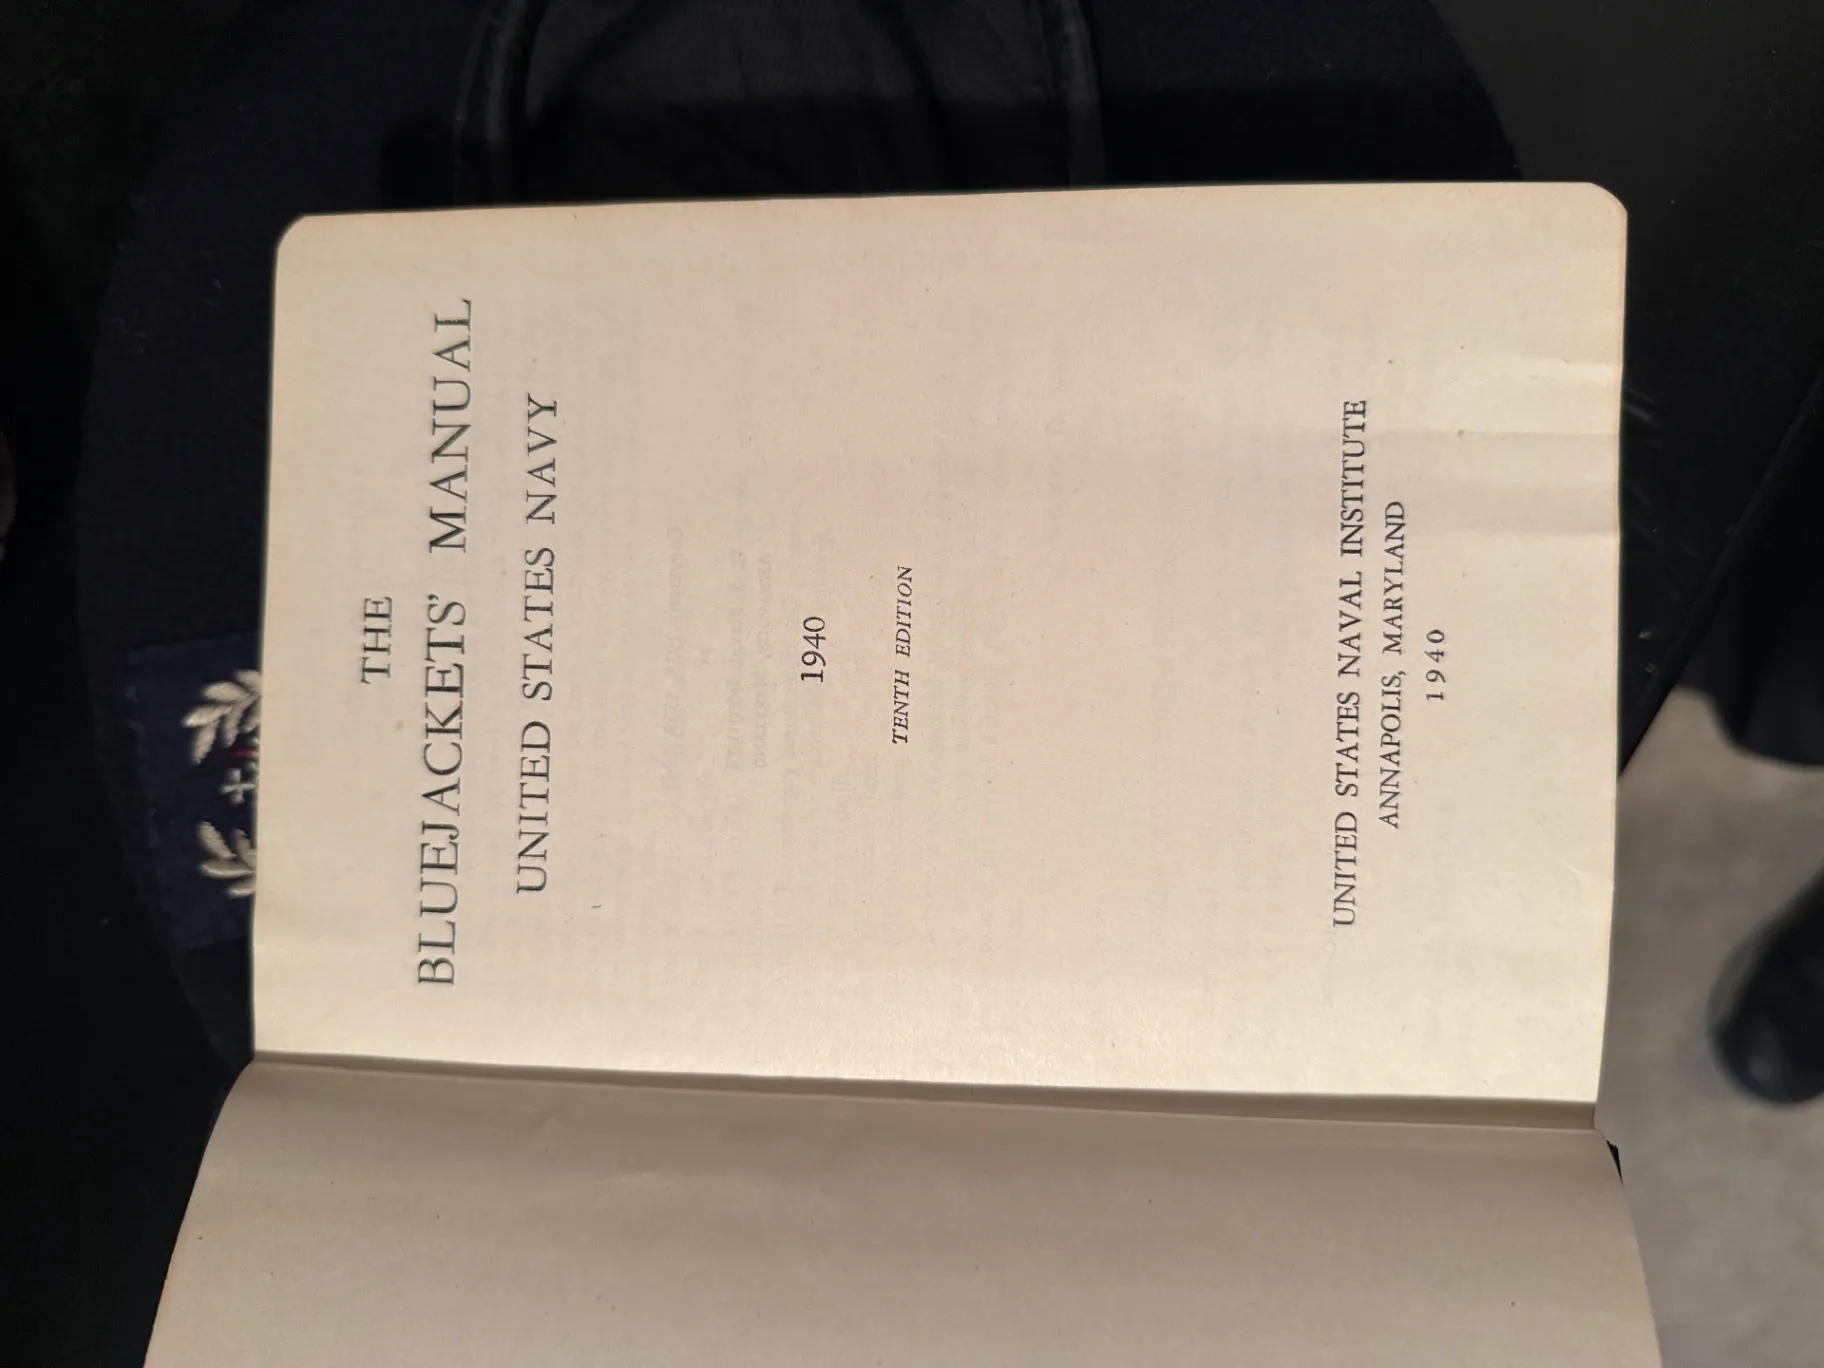 THE
BLUEJACKETS’ MANUAL
UNITED STATES NAVY
1940
TENTH EDITION
UNITED STATES NAVAL INSTITUTE
ANNAPOLIS, MARYLAND
1940